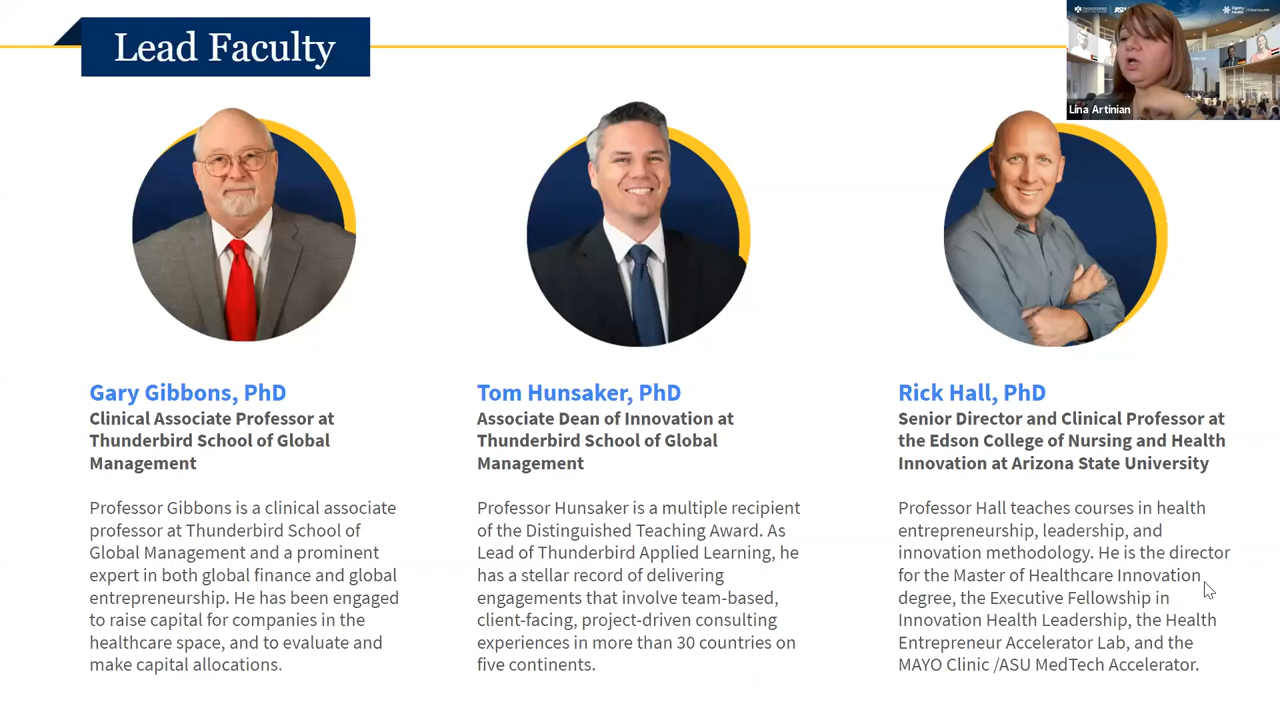 Lead Faculty
Lina Artinian
Gary Gibbons, PhD
Clinical Associate Professor at
Thunderbird School of Global
Management
Professor Gibbons is a clinical associate
professor at Thunderbird School of
Global Management and a prominent
expert in both global finance and global
entrepreneurship. He has been engaged
to raise capital for companies in the
healthcare space, and to evaluate and
make capital allocations.
Tom Hunsaker, PhD
Associate Dean of Innovation at
Thunderbird School of Global
Management
Professor Hunsaker is a multiple recipient
of the Distinguished Teaching Award. As
Lead of Thunderbird Applied Learning, he
has a stellar record of delivering
engagements that involve team-based,
client-facing, project-driven consulting
experiences in more than 30 countries on
five continents.
Rick Hall, PhD
Senior Director and Clinical Professor at
the Edson College of Nursing and Health
Innovation at Arizona State University
Professor Hall teaches courses in health
entrepreneurship, leadership, and
innovation methodology. He is the director
for the Master of Healthcare Innovation
degree, the Executive Fellowship in
Innovation Health Leadership, the Health
Entrepreneur Accelerator Lab, and the
MAYO Clinic /ASU MedTech Accelerator.